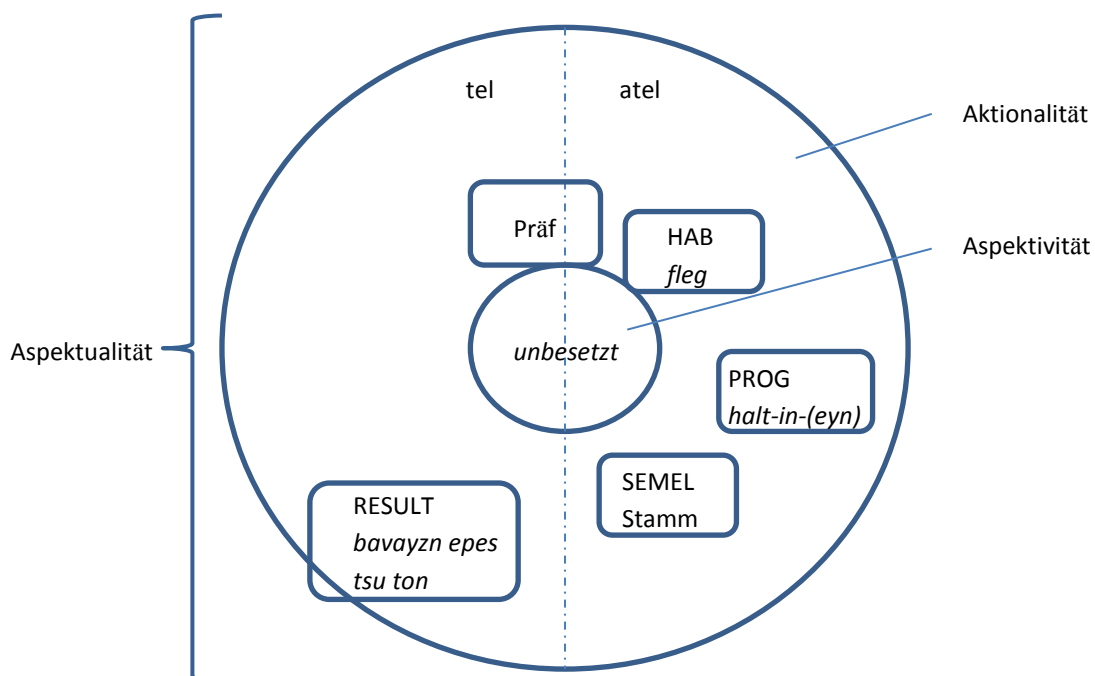 tel
atel
Aktionalität
Präf
HAB
fleg
Aspektivität
Aspektualität
unbesetzt
PROG
halt-in-(eyn)
SEMEL
Stamm
RESULT
bavayzn epes
tsu ton